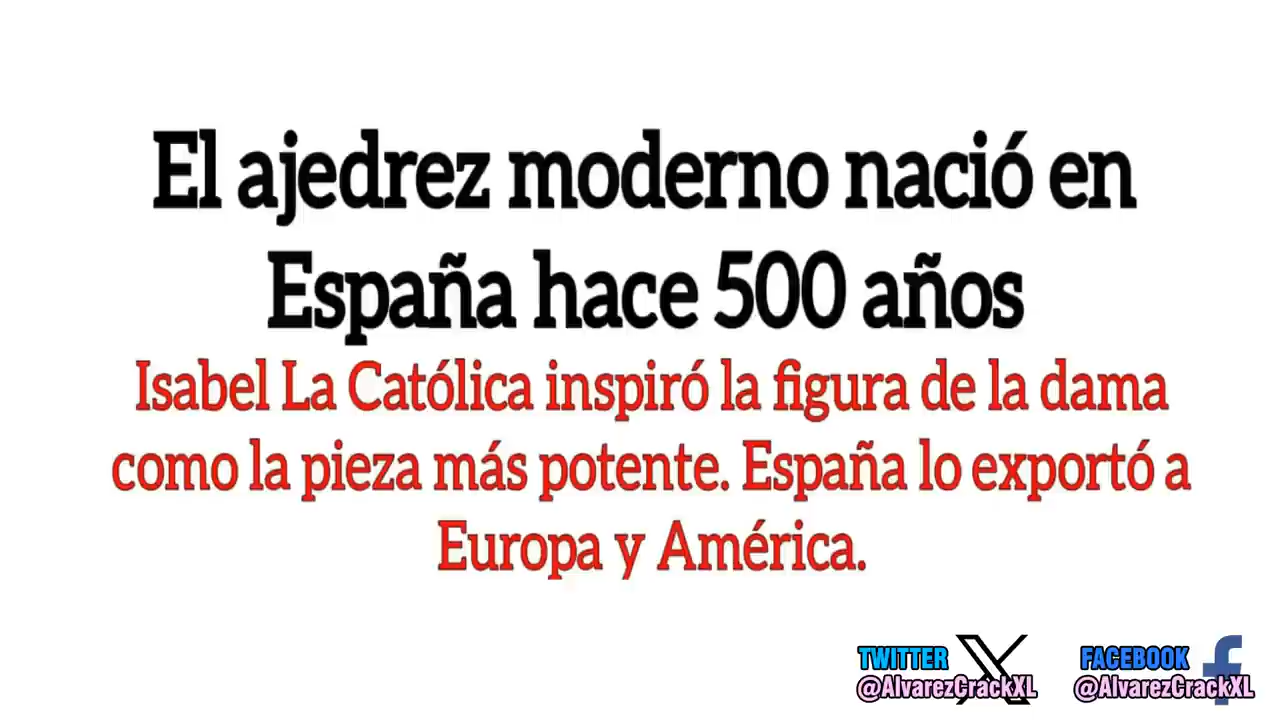 El ajedrez moderno nació en
España hace 500 años
Isabel La Católica inspiró la figura de la dama
como la pieza más potente. España lo exportó a
Europa y América.
TWITTER
@AlvarezCrackXL
FACEBOOK
@AlvarezCrackXL